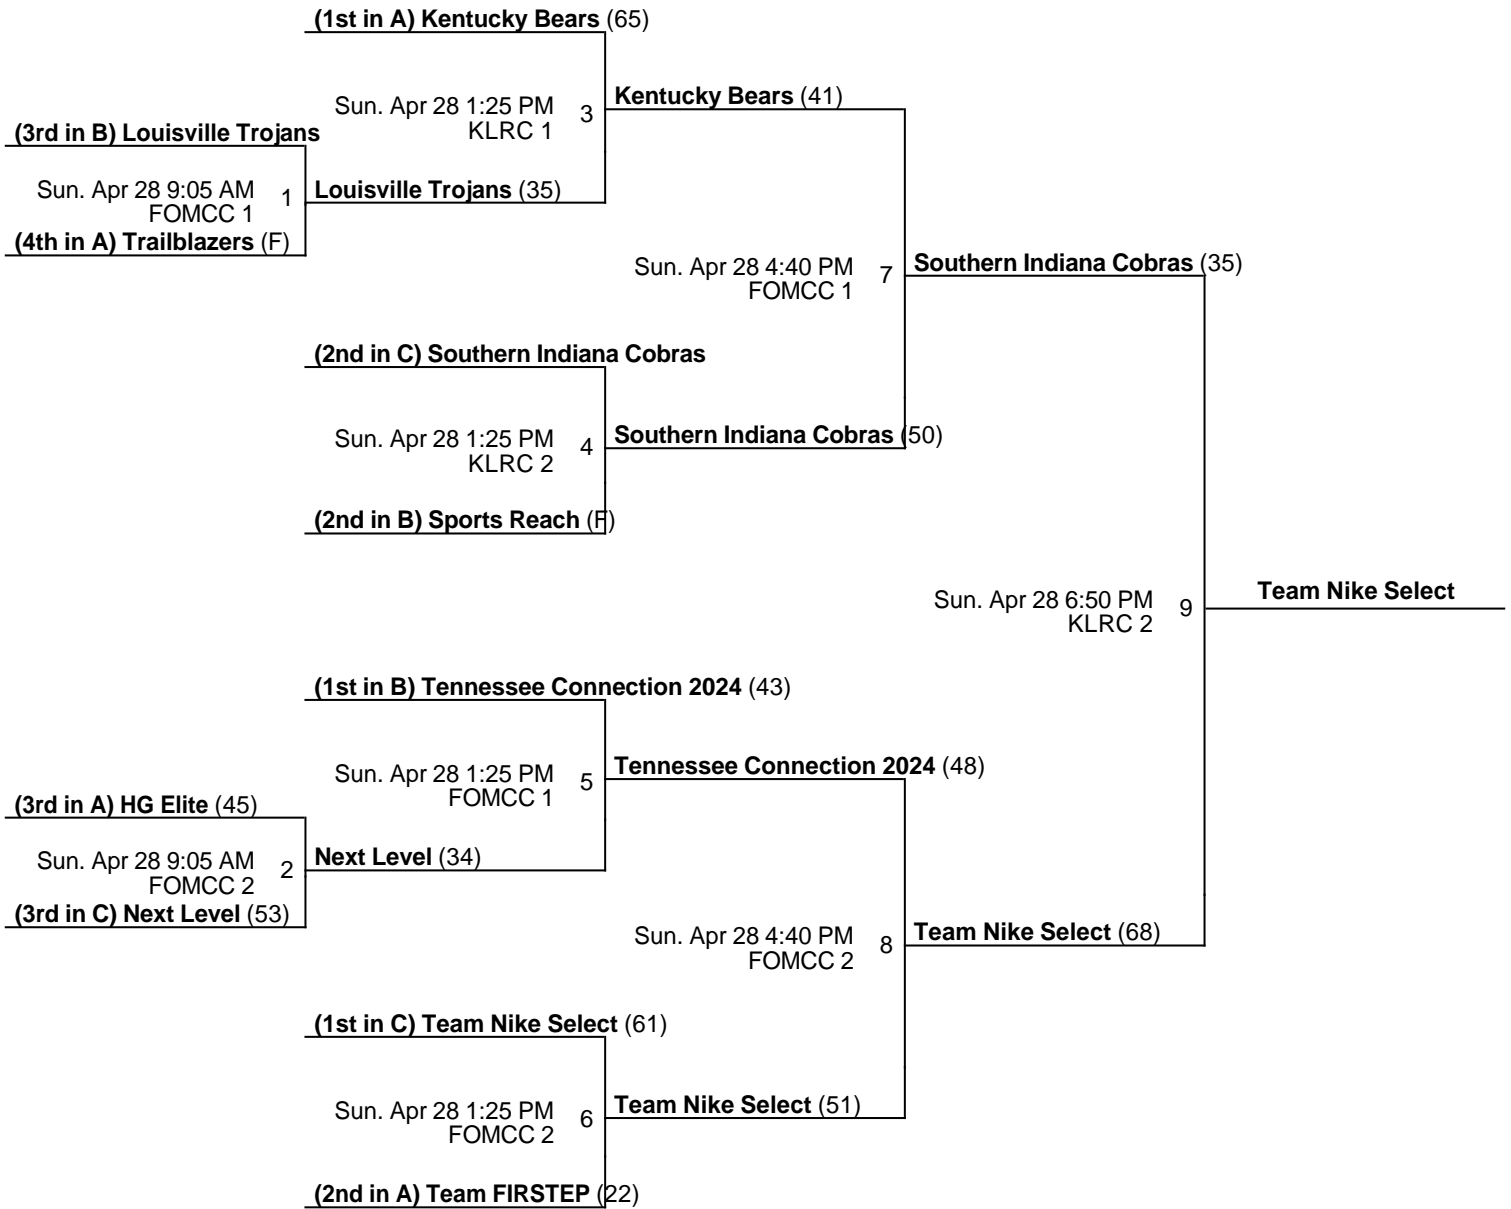 (1st in A) Kentucky Bears (65)
Sun. Apr 28 1:25 PM
KLRC 1
3
Kentucky Bears (41)
(3rd in B) Louisville Trojans
Sun. Apr 28 9:05 AM
FOMCC 1
1
Louisville Trojans (35)
(4th in A) Trailblazers (F)
Sun. Apr 28 4:40 PM
FOMCC 1
7
Southern Indiana Cobras (35)
(2nd in C) Southern Indiana Cobras
Sun. Apr 28 1:25 PM
KLRC 2
4
Southern Indiana Cobras (50)
(2nd in B) Sports Reach (F)
Sun. Apr 28 6:50 PM
KLRC 2
9
Team Nike Select
(1st in B) Tennessee Connection 2024 (43)
Sun. Apr 28 1:25 PM
FOMCC 1
5
Tennessee Connection 2024 (48)
(3rd in A) HG Elite (45)
Sun. Apr 28 9:05 AM
FOMCC 2
2
Next Level (34)
(3rd in C) Next Level (53)
Sun. Apr 28 4:40 PM
FOMCC 2
8
Team Nike Select (68)
(1st in C) Team Nike Select (61)
Sun. Apr 28 1:25 PM
FOMCC 2
6
Team Nike Select (51)
(2nd in A) Team FIRSTEP (22)